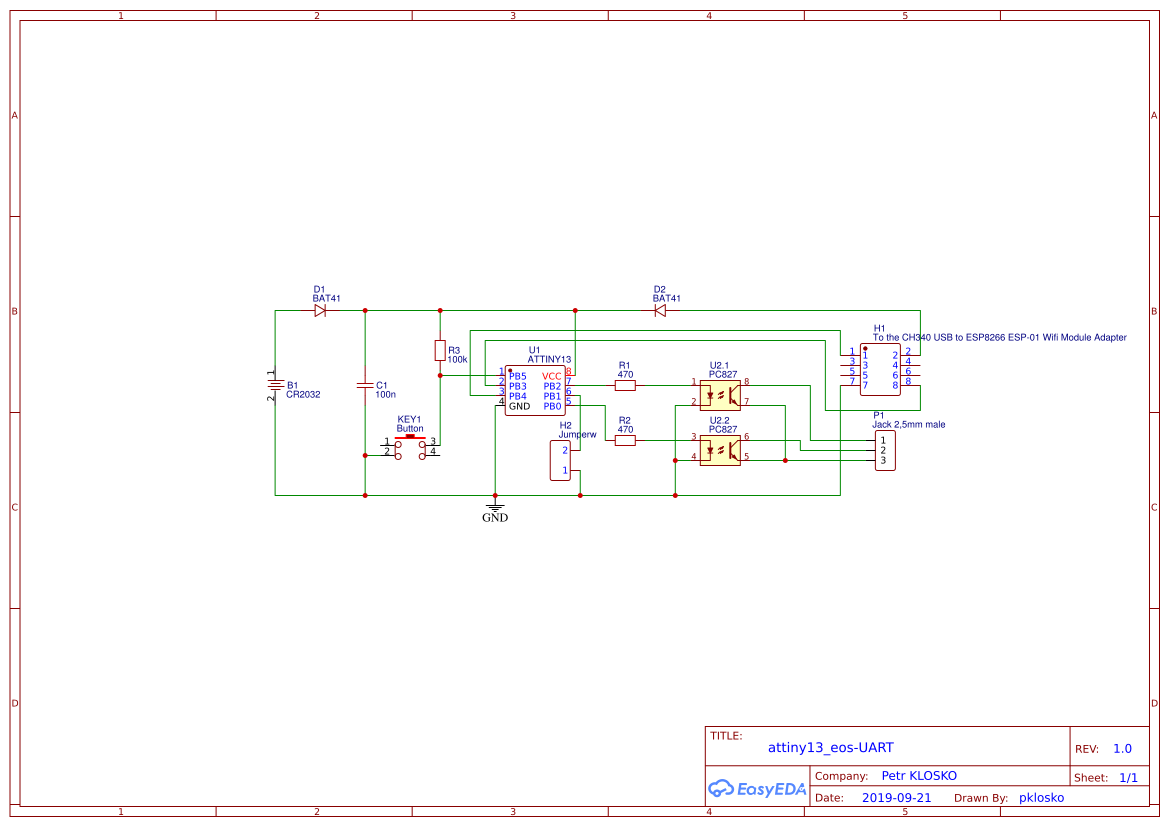 1 2 3 4 5
A A
B B
C C
D D
D1
BAT41
D2
BAT41
H1
To the CH340 USB to ESP8266 ESP-01 Wifi Module Adapter
1 1 2 2
3 3 4 4
5 5 6 6
7 7 8 8
R3
100k
U1
ATTINY13
1 PB5 VCC 8
2 PB3 PB2 7
3 PB4 PB1 6
4 GND PB0 5
R1
470
R2
470
U2.1
PC827
1 8
2 7
U2.2
PC827
3 6
4 5
1
2
B1
CR2032
C1
100n
KEY1
Button
1 3
2 4
H2
Jumperw
2
1
P1
Jack 2,5mm male
1
2
3
GND
TITLE:
attiny13_eos-UART
REV: 1.0
EasyEDA
Company: Petr KLOSKO
Sheet: 1/1
Date: 2019-09-21 Drawn By: pklosko
1 2 3 4 5